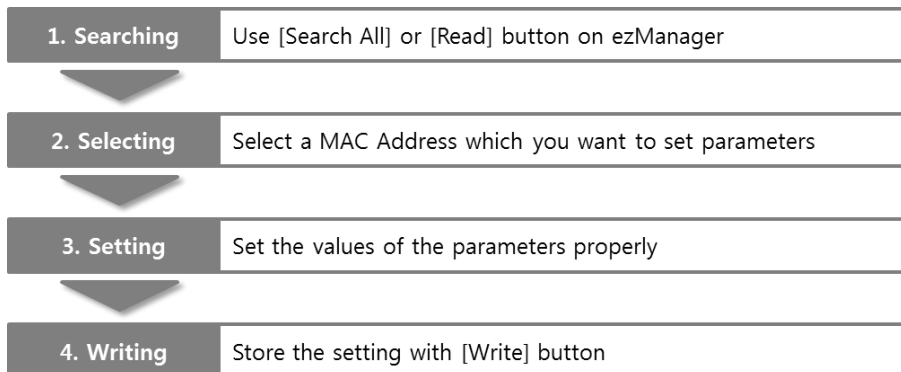 1. Searching Use [Search All] or [Read] button on ezManager
2. Selecting Select a MAC Address which you want to set parameters
3. Setting Set the values of the parameters properly
4. Writing Store the setting with [Write] button